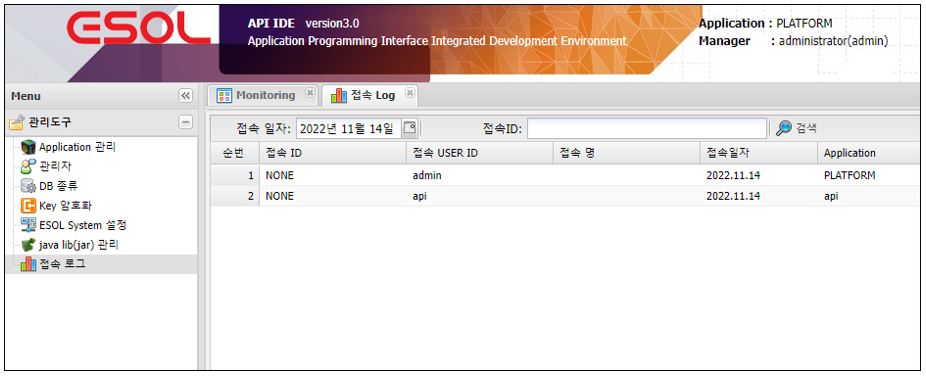 ESOL
API IDE version3.0
Application Programming Interface Integrated Development Environment
Application : PLATFORM
Manager : administrator(admin)
Menu
관리도구
Application 관리
관리자
DB 종류
Key 암호화
ESOL System 설정
java lib(jar) 관리
접속 로그
Monitoring 접속 Log
접속 일자: 2022년 11월 14일 접속ID: 검색
순번 접속 ID 접속 USER ID 접속 명 접속일자 Application
1 NONE admin 2022.11.14 PLATFORM
2 NONE api 2022.11.14 api